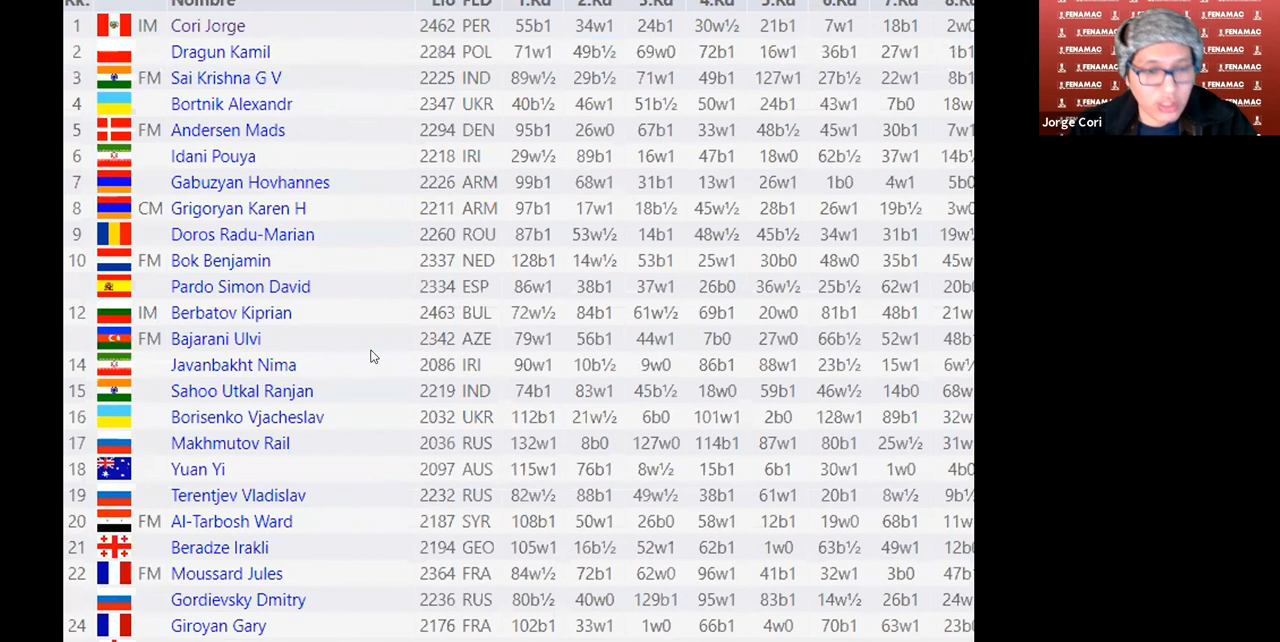 Rk. Nombre Elo FED 1.Rd 2.Rd 3.Rd 4.Rd 5.Rd 6.Rd 7.Rd 8.Rd
1 IM Cori Jorge 2462 PER 55b1 34w1 24b1 30w½ 21b1 7w1 18b1 2w0
2 Dragun Kamil 2284 POL 71w1 49b½ 69w0 72b1 16w1 36b1 27w1 1b1
3 FM Sai Krishna G V 2225 IND 89w½ 29b½ 71w1 49b1 127w1 27b½ 22w1 8b1
4 Bortnik Alexandr 2347 UKR 40b½ 46w1 51b½ 50w1 24b1 43w1 7b0 18w
5 FM Andersen Mads 2294 DEN 95b1 26w0 67b1 33w1 48b½ 45w1 30b1 7w1
6 Idani Pouya 2218 IRI 29w½ 89b1 16w1 47b1 18w0 62b½ 37w1 14b½
7 Gabuzyan Hovhannes 2226 ARM 99b1 68w1 31b1 13w1 26w1 1b0 4w1 5b0
8 CM Grigoryan Karen H 2211 ARM 97b1 17w1 18b½ 45w½ 28b1 26w1 19b½ 3w0
9 Doros Radu-Marian 2260 ROU 87b1 53w½ 14b1 48w½ 45b½ 34w1 31b1 19w
10 FM Bok Benjamin 2337 NED 128b1 14w½ 53b1 25w1 30b0 48w0 35b1 45w
Pardo Simon David 2334 ESP 86w1 38b1 37w1 26b0 36w½ 25b½ 62w1 20b
12 IM Berbatov Kiprian 2463 BUL 72w½ 84b1 61w½ 69b1 20w0 81b1 48b1 21w
FM Bajarani Ulvi 2342 AZE 79w1 56b1 44w1 7b0 27w0 66b½ 52w1 48b
14 Javanbakht Nima 2086 IRI 90w1 10b½ 9w0 86b1 88w1 23b½ 15w1 6w½
15 Sahoo Utkal Ranjan 2219 IND 74b1 83w1 45b½ 18w0 59b1 46w½ 14b0 68w
16 Borisenko Vjacheslav 2032 UKR 112b1 21w½ 6b0 101w1 2b0 128w1 89b1 32w
17 Makhmutov Rail 2036 RUS 132w1 8b0 127w0 114b1 87w1 80b1 25w½ 31w
18 Yuan Yi 2097 AUS 115w1 76b1 8w½ 15b1 6b1 30w1 1w0 4b0
19 Terentjev Vladislav 2232 RUS 82w½ 88b1 49w½ 38b1 61w1 20b1 8w½ 9b½
20 FM Al-Tarbosh Ward 2187 SYR 108b1 50w1 26b0 58w1 12b1 19w0 68b1 11w
21 Beradze Irakli 2194 GEO 105w1 16b½ 52w1 62b1 1w0 63b½ 49w1 12b
22 FM Moussard Jules 2364 FRA 84w½ 72b1 62w0 96w1 41b1 32w1 3b0 47b
Gordievsky Dmitry 2236 RUS 80b½ 40w0 129b1 95w1 83b1 14w½ 26b1 24w
24 Giroyan Gary 2176 FRA 102b1 33w1 1w0 66b1 4w0 70b1 63w1 23b
FENAMAC
Jorge Cori